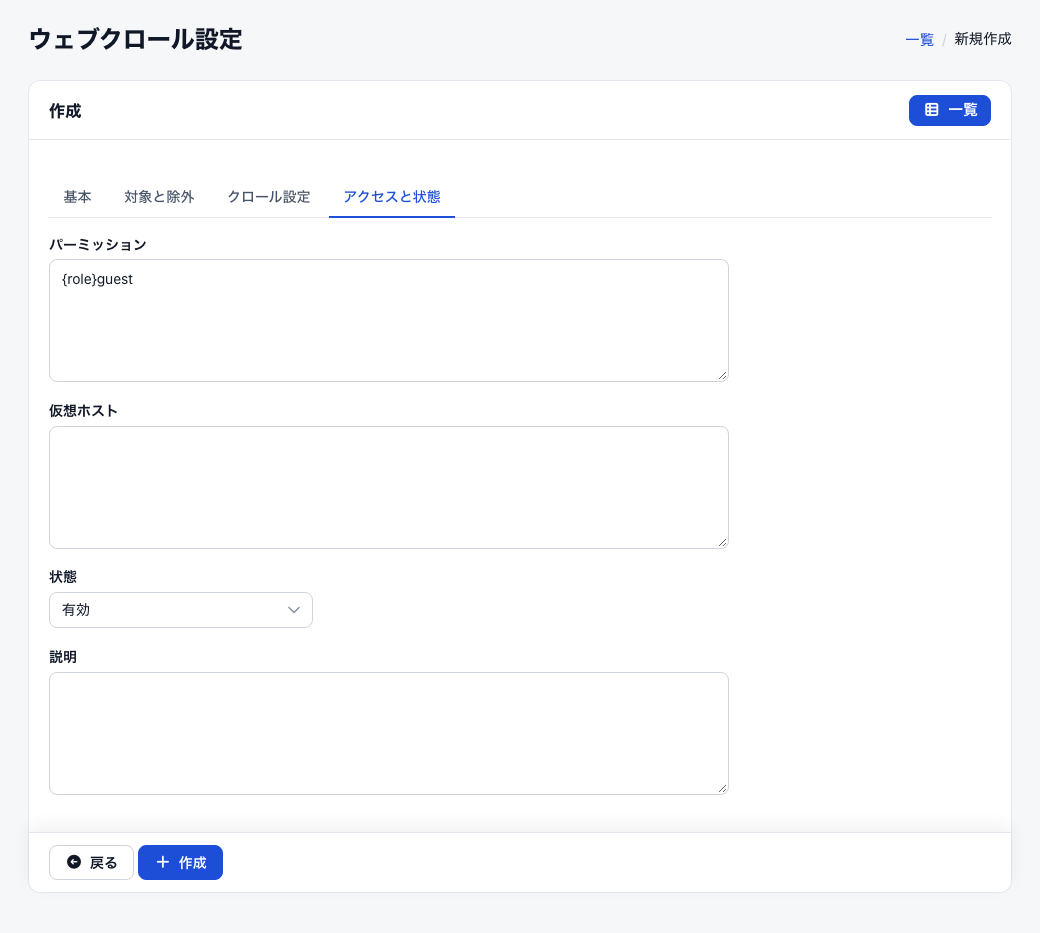 ウェブクロール設定
一覧 / 新規作成
作成
一覧
基本 対象と除外 クロール設定 アクセスと状態
パーミッション
{role}guest
仮想ホスト
状態
有効
説明
戻る 作成